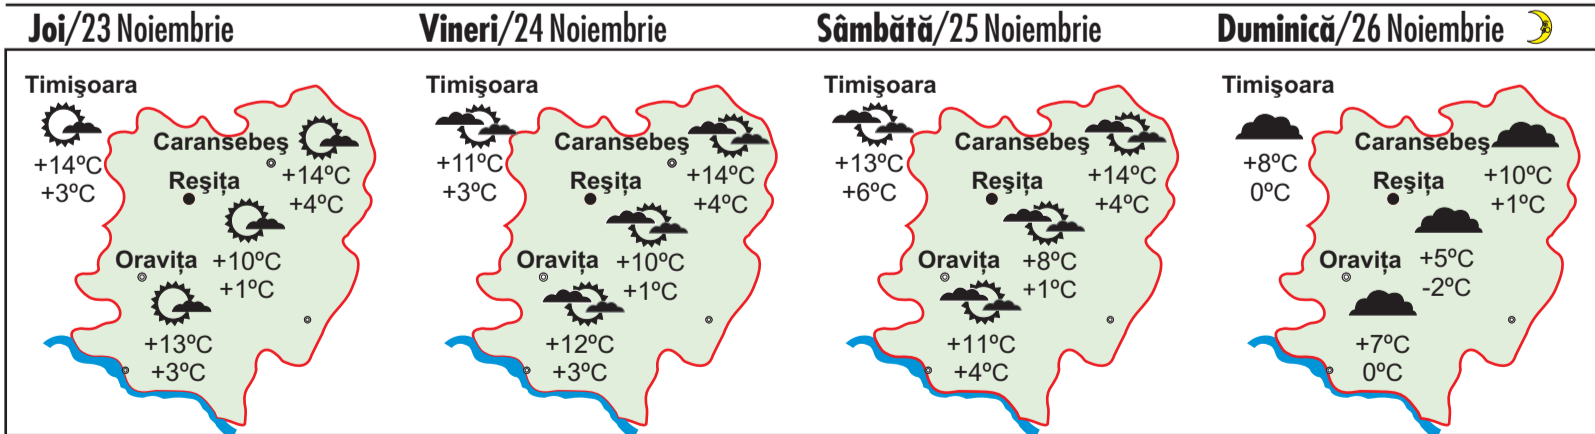 Joi/23 Noiembrie
Timişoara
+14ºC
+3ºC
Caransebeş
+14ºC
+4ºC
Reşiţa
+10ºC
+1ºC
Oraviţa
+13ºC
+3ºC
Vineri/24 Noiembrie
Timişoara
+11ºC
+3ºC
Caransebeş
+14ºC
+4ºC
Reşiţa
+10ºC
+1ºC
Oraviţa
+12ºC
+3ºC
Sâmbătă/25 Noiembrie
Timişoara
+13ºC
+6ºC
Caransebeş
+14ºC
+4ºC
Reşiţa
+8ºC
+1ºC
Oraviţa
+11ºC
+4ºC
Duminică/26 Noiembrie
Timişoara
+8ºC
0ºC
Caransebeş
+10ºC
+1ºC
Reşiţa
+5ºC
-2ºC
Oraviţa
+7ºC
0ºC